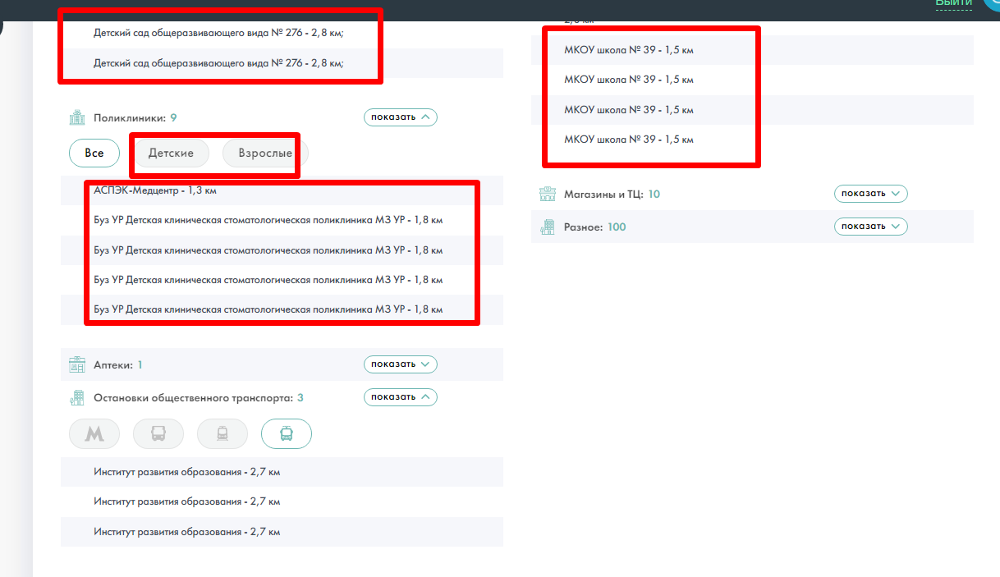 Выйти
Детский сад общеразвивающего вида № 276 - 2,8 км;
Детский сад общеразвивающего вида № 276 - 2,8 км;
Поликлиники: 9
показать
Все
Детские
Взрослые
АСПЭК-Медцентр - 1,3 км
Буз УР Детская клиническая стоматологическая поликлиника МЗ УР - 1,8 км
Буз УР Детская клиническая стоматологическая поликлиника МЗ УР - 1,8 км
Буз УР Детская клиническая стоматологическая поликлиника МЗ УР - 1,8 км
Буз УР Детская клиническая стоматологическая поликлиника МЗ УР - 1,8 км
Аптеки: 1
показать
Остановки общественного транспорта: 3
показать
М
Институт развития образования - 2,7 км
Институт развития образования - 2,7 км
Институт развития образования - 2,7 км
МКОУ школа № 39 - 1,5 км
МКОУ школа № 39 - 1,5 км
МКОУ школа № 39 - 1,5 км
МКОУ школа № 39 - 1,5 км
Магазины и ТЦ: 10
показать
Разное: 100
показать